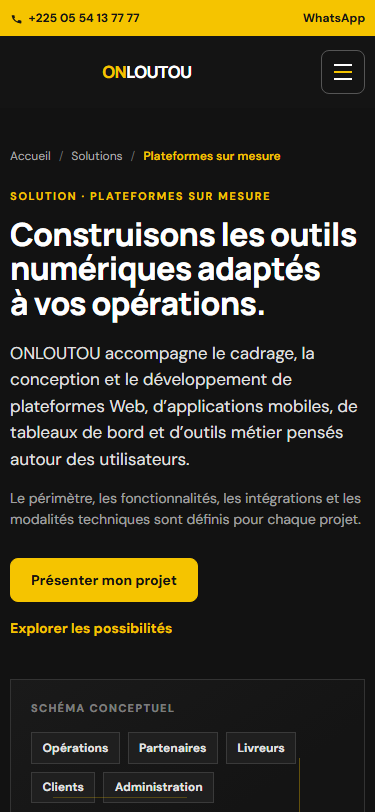 +225 05 54 13 77 77 WhatsApp
ONLOUTOU
Accueil / Solutions / Plateformes sur mesure
SOLUTION · PLATEFORMES SUR MESURE
Construisons les outils
numériques adaptés
à vos opérations.
ONLOUTOU accompagne le cadrage, la
conception et le développement de
plateformes Web, d’applications mobiles, de
tableaux de bord et d’outils métier pensés
autour des utilisateurs.
Le périmètre, les fonctionnalités, les intégrations et les
modalités techniques sont définis pour chaque projet.
Présenter mon projet
Explorer les possibilités
SCHÉMA CONCEPTUEL
Opérations Partenaires Livreurs
Clients Administration